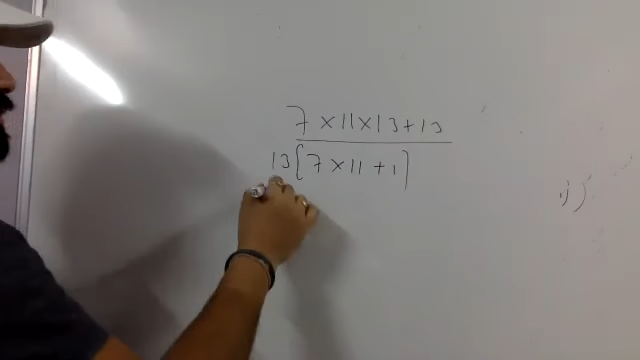 7 × 11 × 13 + 13
13 [ 7 × 11 + 1 ]